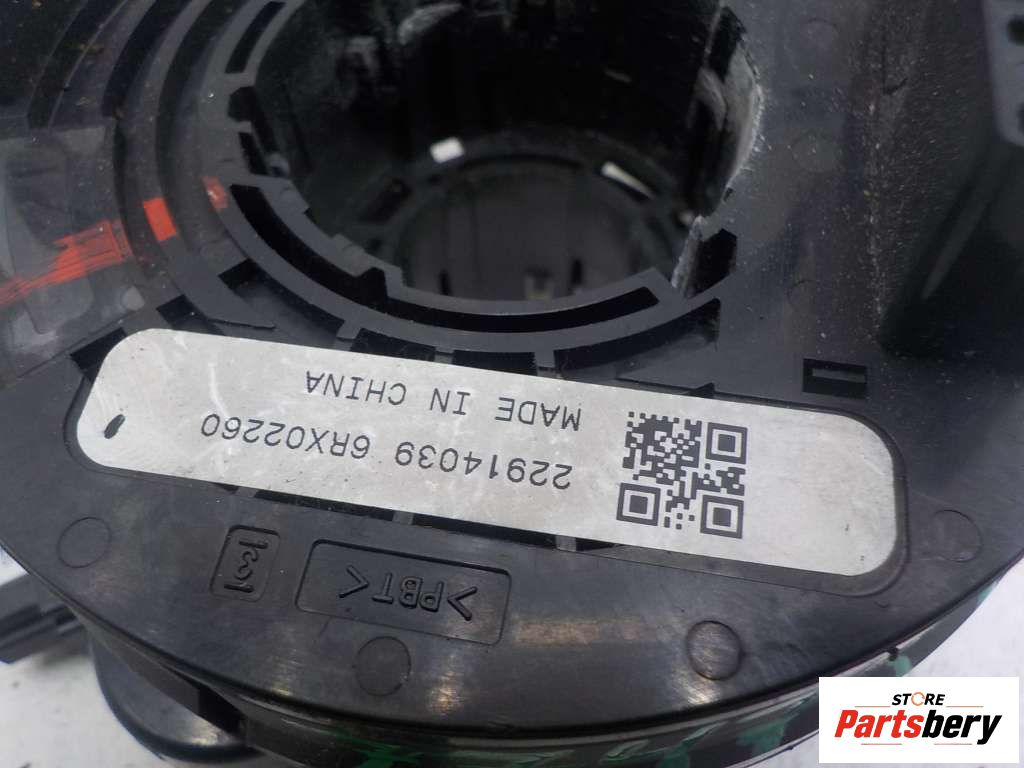 22914039 6RX02260
MADE IN CHINA
>PBT<
STORE
Partsbery